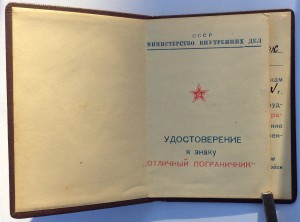 СССР
МИНИСТЕРСТВО ВНУТРЕННИХ ДЕЛ
УДОСТОВЕРЕНИЕ
к знаку
"ОТЛИЧНЫЙ ПОГРАНИЧНИК"